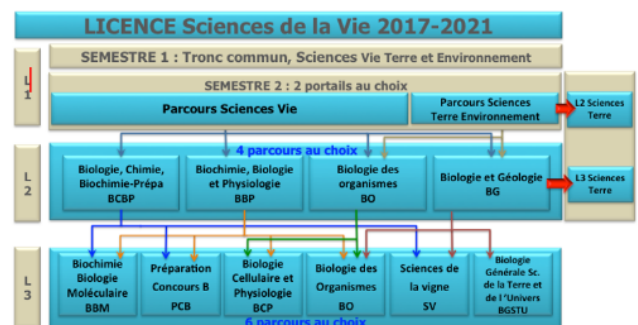 LICENCE Sciences de la Vie 2017-2021
SEMESTRE 1 : Tronc commun, Sciences Vie Terre et Environnement
L
1
SEMESTRE 2 : 2 portails au choix
Parcours Sciences Vie
Parcours Sciences
Terre Environnement
L2 Sciences
Terre
4 parcours au choix
L
2
Biologie, Chimie,
Biochimie-Prépa
BCBP
Biochimie, Biologie
et Physiologie
BBP
Biologie des
organismes
BO
Biologie et Géologie
BG
L3 Sciences
Terre
L
3
Biochimie
Biologie
Moléculaire
BBM
Préparation
Concours B
PCB
Biologie
Cellulaire et
Physiologie
BCP
Biologie des
Organismes
BO
Sciences de
la vigne
SV
Biologie
Générale Sc.
de la Terre et
de l 'Univers
BGSTU
6 parcours au choix